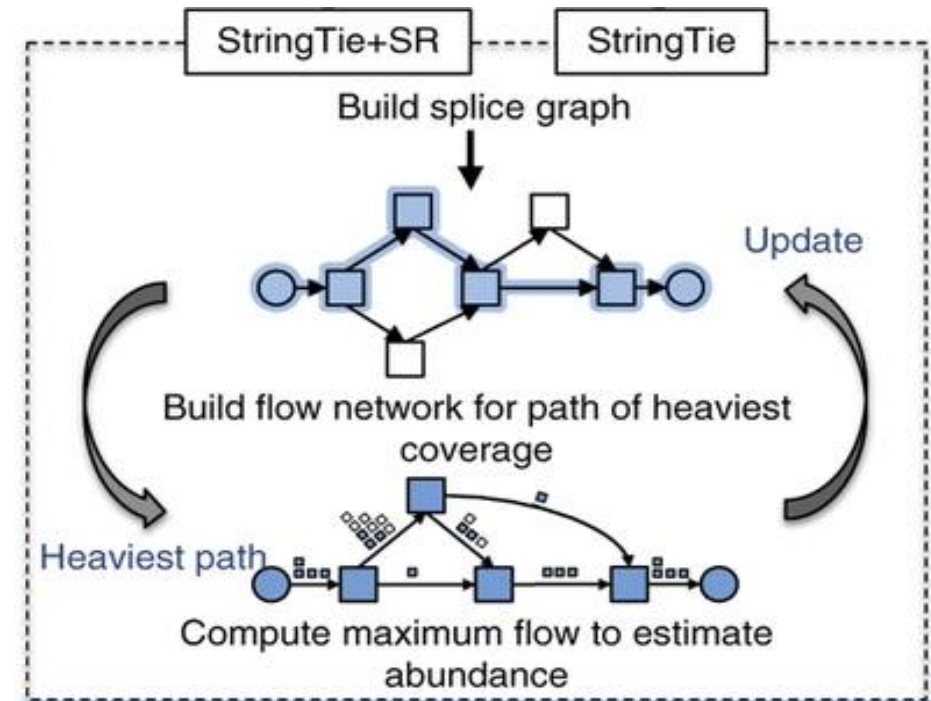 StringTie+SR
StringTie
Build splice graph
Update
Build flow network for path of heaviest
coverage
Heaviest path
Compute maximum flow to estimate
abundance